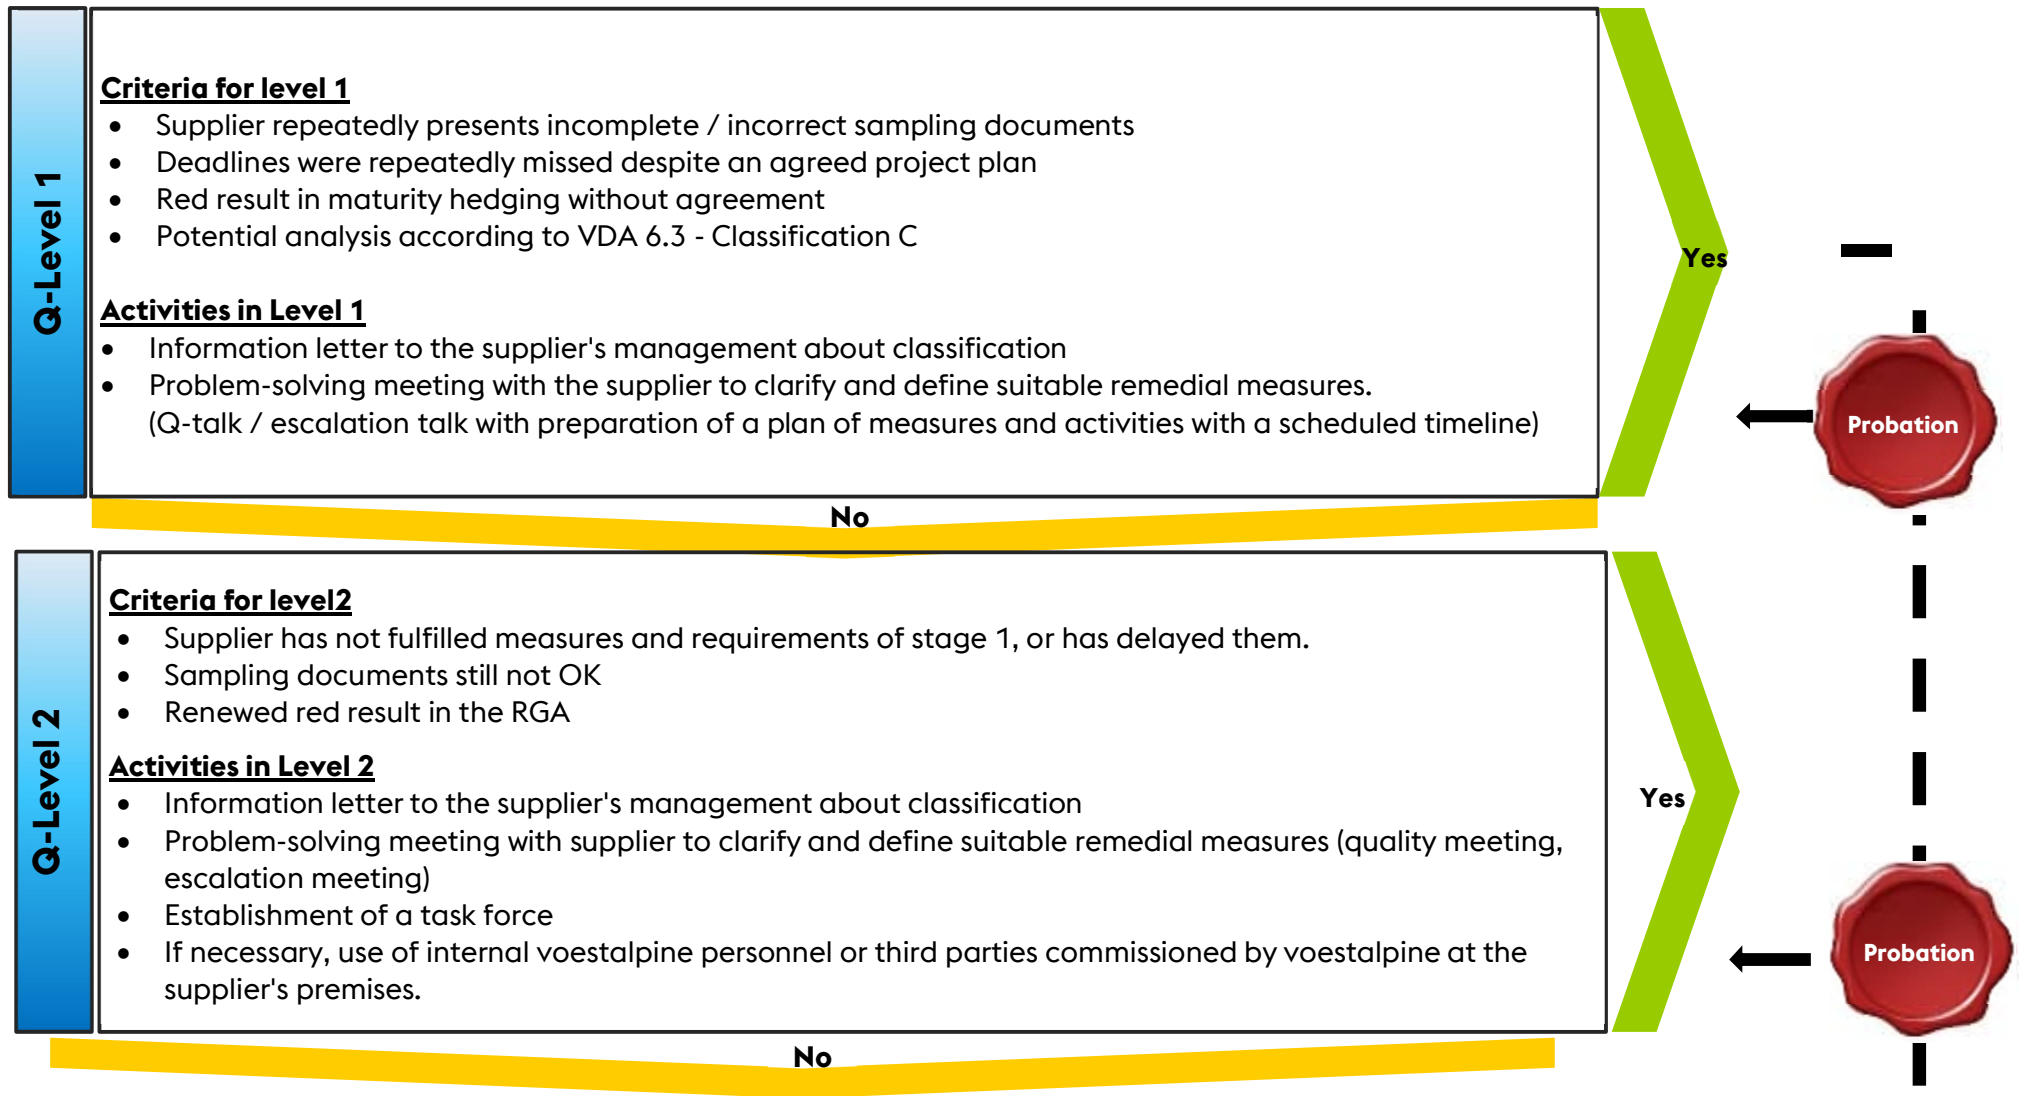 Q-Level 1
Criteria for level 1
• Supplier repeatedly presents incomplete / incorrect sampling documents
• Deadlines were repeatedly missed despite an agreed project plan
• Red result in maturity hedging without agreement
• Potential analysis according to VDA 6.3 - Classification C
Activities in Level 1
• Information letter to the supplier's management about classification
• Problem-solving meeting with the supplier to clarify and define suitable remedial measures.
(Q-talk / escalation talk with preparation of a plan of measures and activities with a scheduled timeline)
Yes
Probation
No
Q-Level 2
Criteria for level2
• Supplier has not fulfilled measures and requirements of stage 1, or has delayed them.
• Sampling documents still not OK
• Renewed red result in the RGA
Activities in Level 2
• Information letter to the supplier's management about classification
• Problem-solving meeting with supplier to clarify and define suitable remedial measures (quality meeting,
escalation meeting)
• Establishment of a task force
• If necessary, use of internal voestalpine personnel or third parties commissioned by voestalpine at the
supplier's premises.
Yes
Probation
No